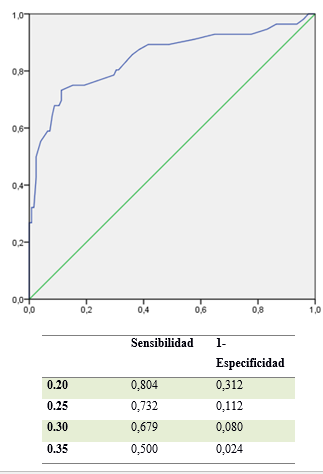 1,0
0,8
0,6
0,4
0,2
0,0
0,0 0,2 0,4 0,6 0,8 1,0
Sensibilidad 1-
Especificidad
0.20 0,804 0,312
0.25 0,732 0,112
0.30 0,679 0,080
0.35 0,500 0,024